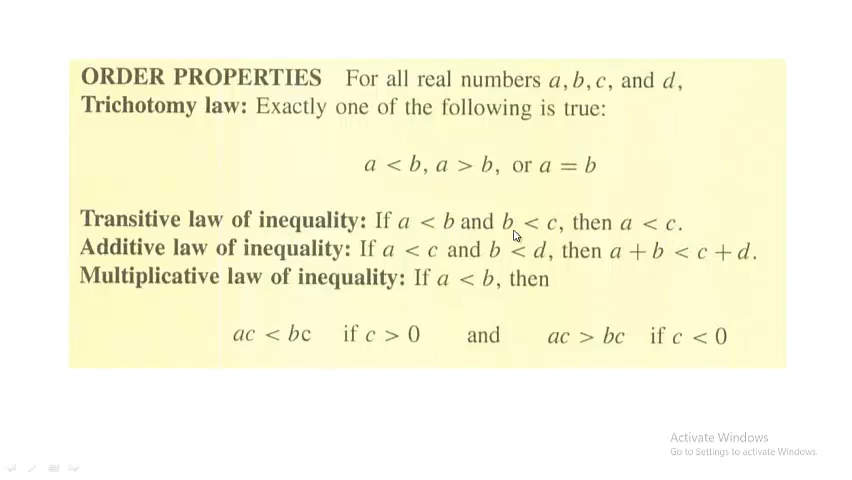 ORDER PROPERTIES For all real numbers a, b, c, and d,
Trichotomy law: Exactly one of the following is true:
a < b, a > b, or a = b
Transitive law of inequality: If a < b and b < c, then a < c.
Additive law of inequality: If a < c and b < d, then a + b < c + d.
Multiplicative law of inequality: If a < b, then
ac < bc if c > 0 and ac > bc if c < 0
Activate Windows
Go to Settings to activate Windows.